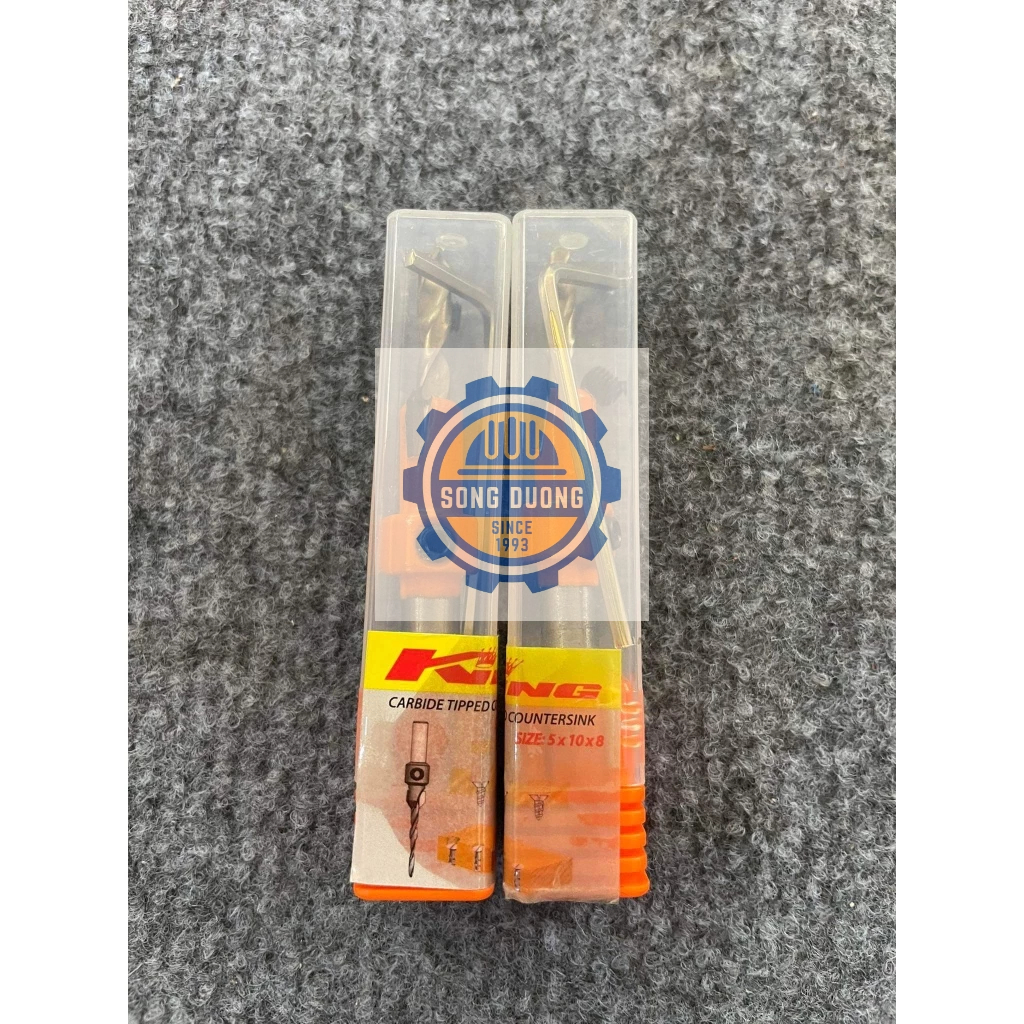 SONG DUONG
SINCE
1993
KING
CARBIDE TIPPED
COUNTERSINK
SIZE: 5 x 10 x 8